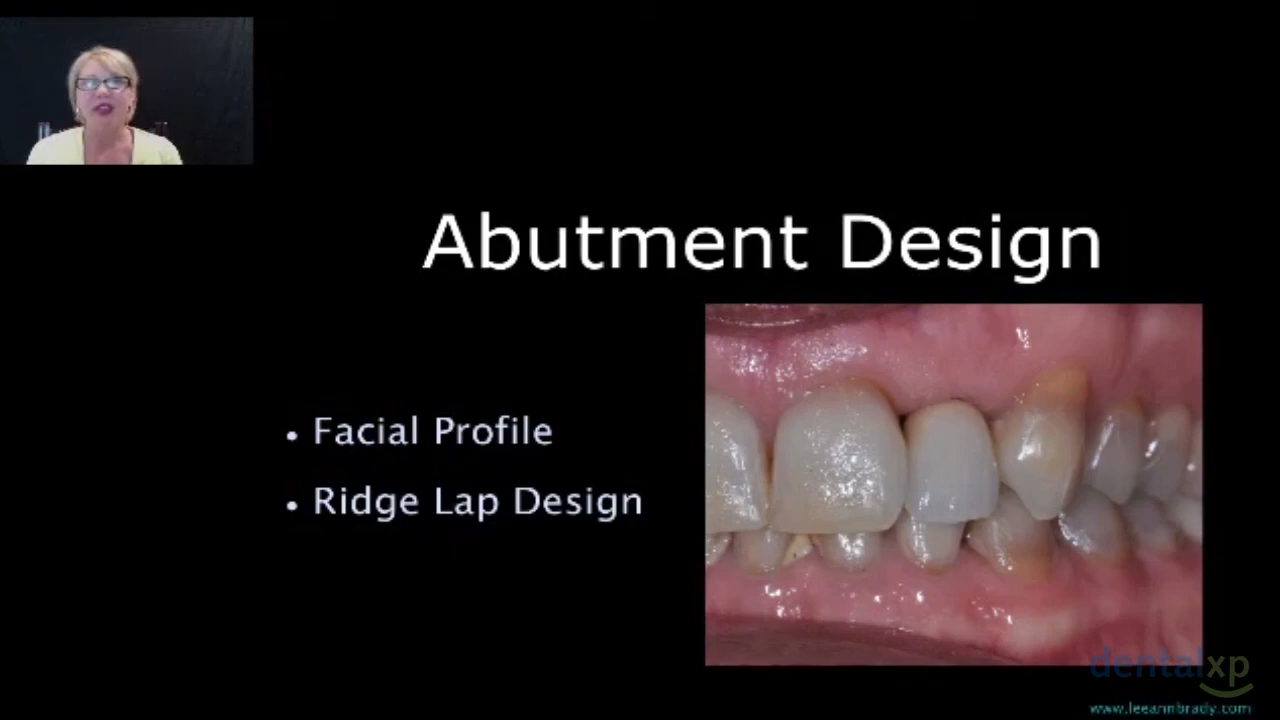 Abutment Design
• Facial Profile
• Ridge Lap Design
dentalxp
www.leeannbrady.com